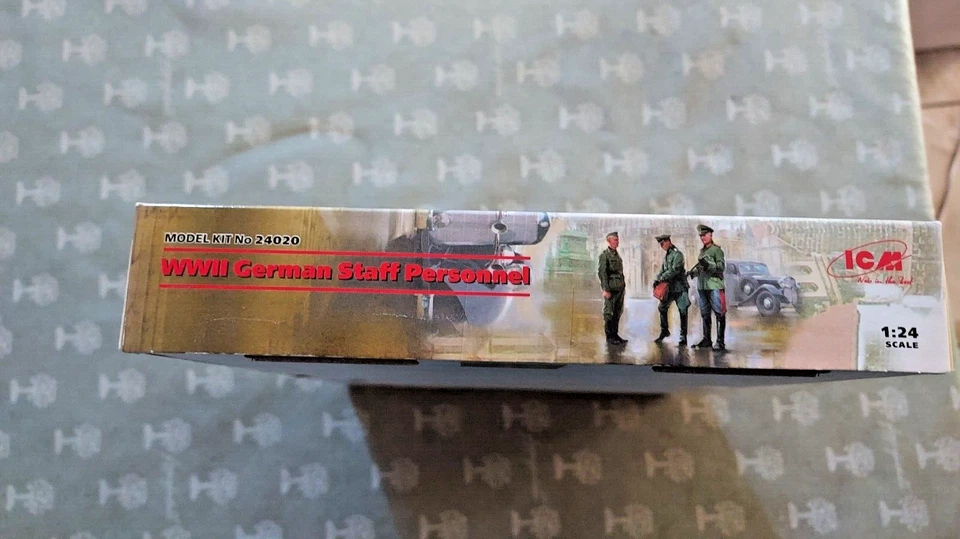 MODEL KIT No 24020
WWII German Staff Personnel
ICM
1:24
SCALE